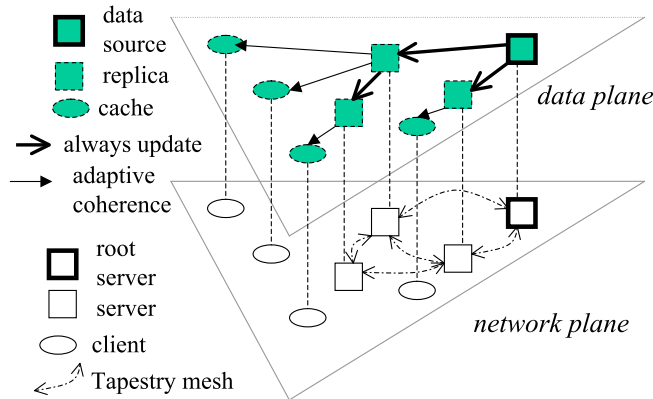 data
source
replica
cache
always update
adaptive
coherence
data plane
root
server
server
client
Tapestry mesh
network plane